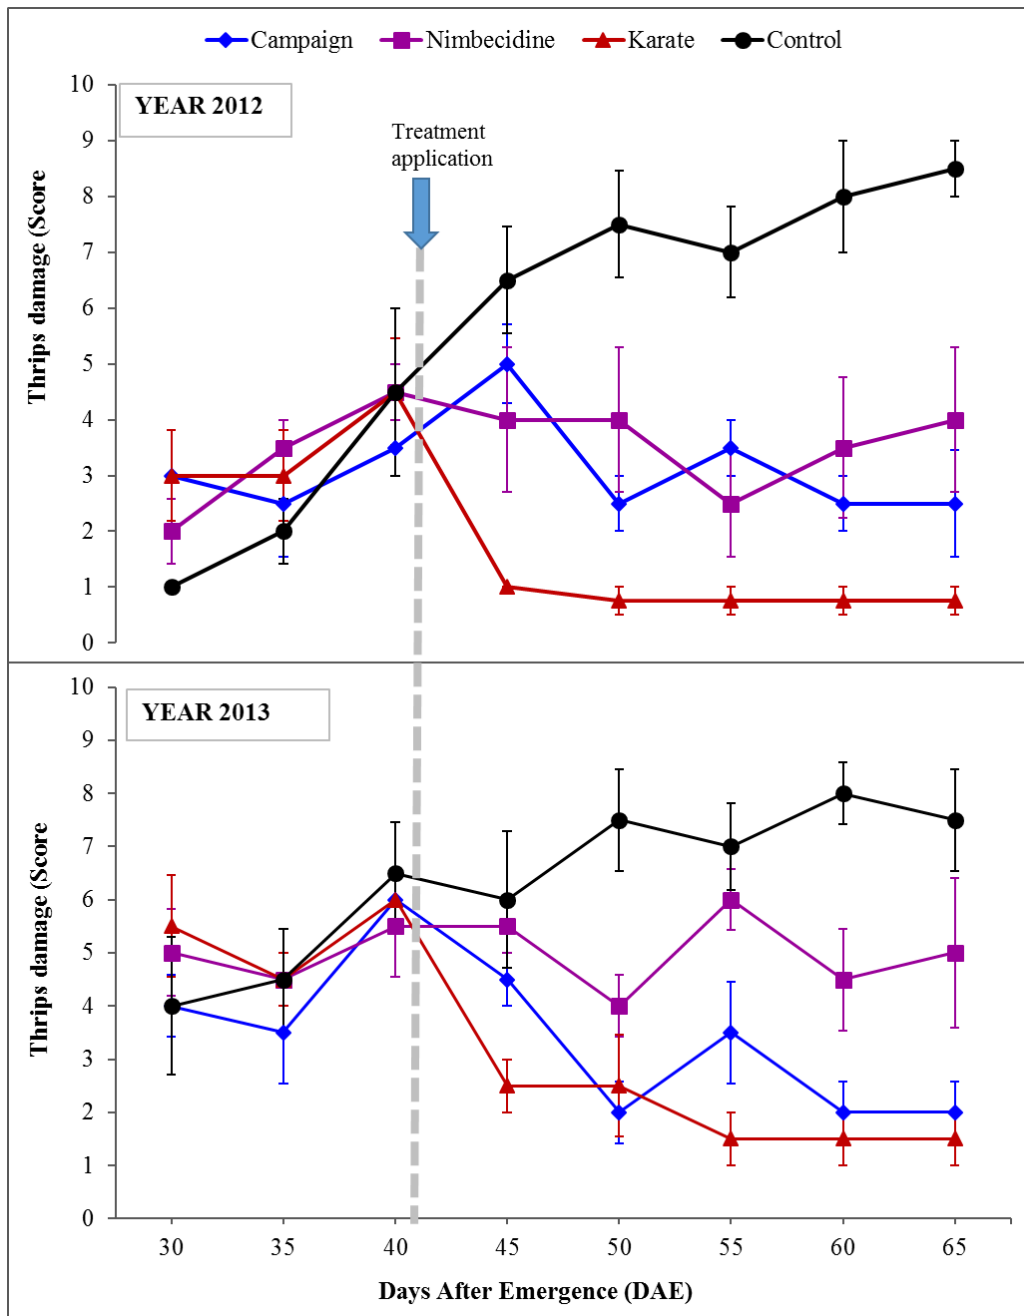 Campaign Nimbecidine Karate Control
YEAR 2012
Treatment
application
Thrips damage (Score
10
9
8
7
6
5
4
3
2
1
0
YEAR 2013
Thrips damage (Score
10
9
8
7
6
5
4
3
2
1
0
30 35 40 45 50 55 60 65
Days After Emergence (DAE)